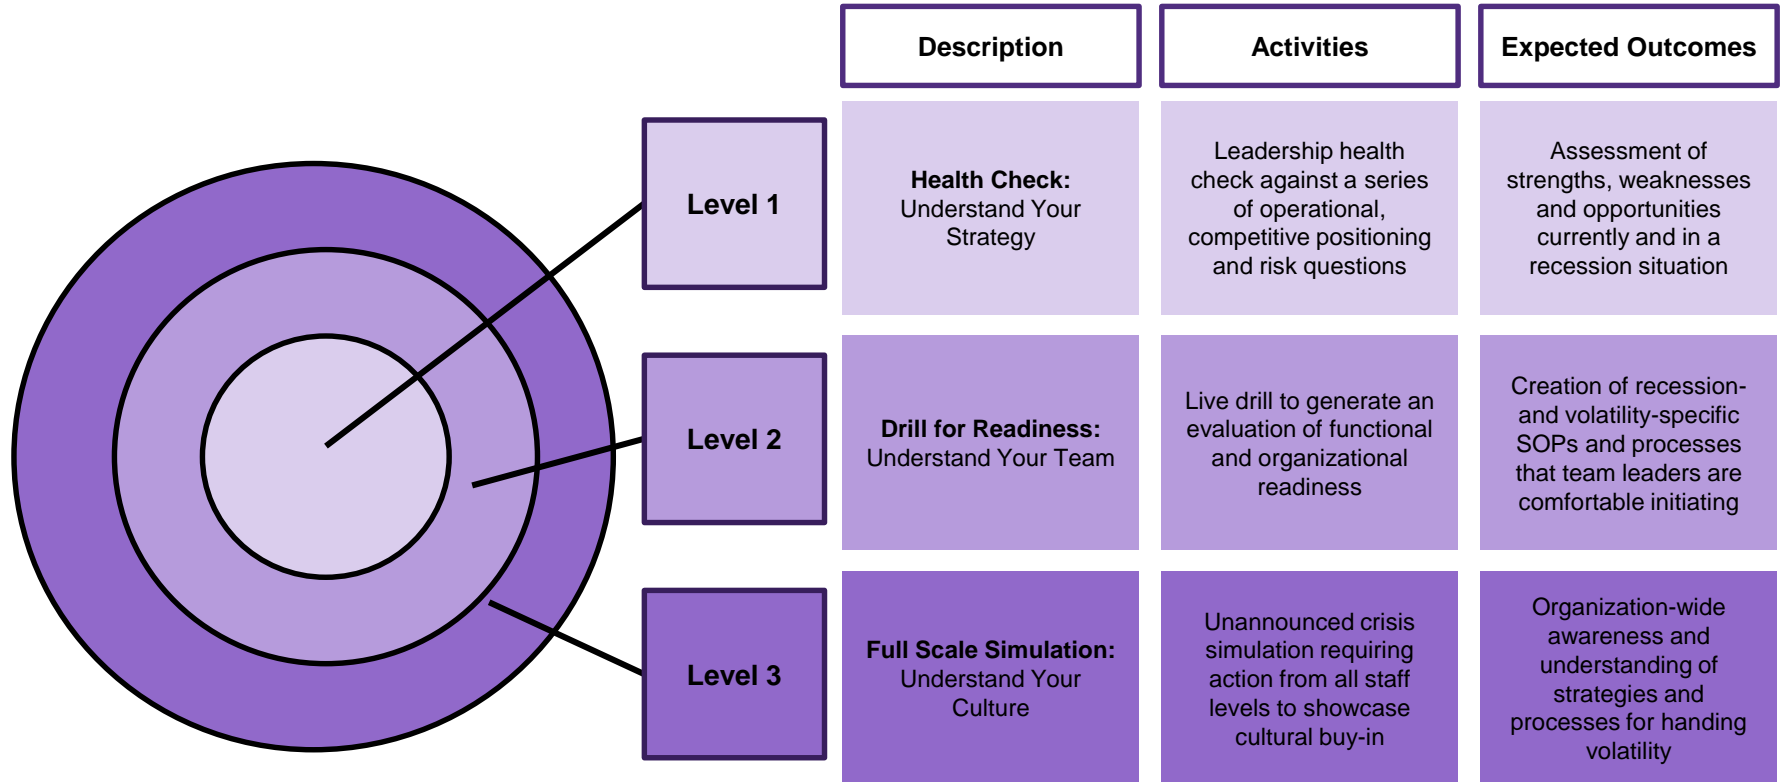 Description
Activities
Expected Outcomes
Level 1
Health Check:
Understand Your
Strategy
Leadership health
check against a series
of operational,
competitive positioning
and risk questions
Assessment of
strengths, weaknesses
and opportunities
currently and in a
recession situation
Level 2
Drill for Readiness:
Understand Your Team
Live drill to generate an
evaluation of functional
and organizational
readiness
Creation of recession-
and volatility-specific
SOPs and processes
that team leaders are
comfortable initiating
Level 3
Full Scale Simulation:
Understand Your
Culture
Unannounced crisis
simulation requiring
action from all staff
levels to showcase
cultural buy-in
Organization-wide
awareness and
understanding of
strategies and
processes for handing
volatility